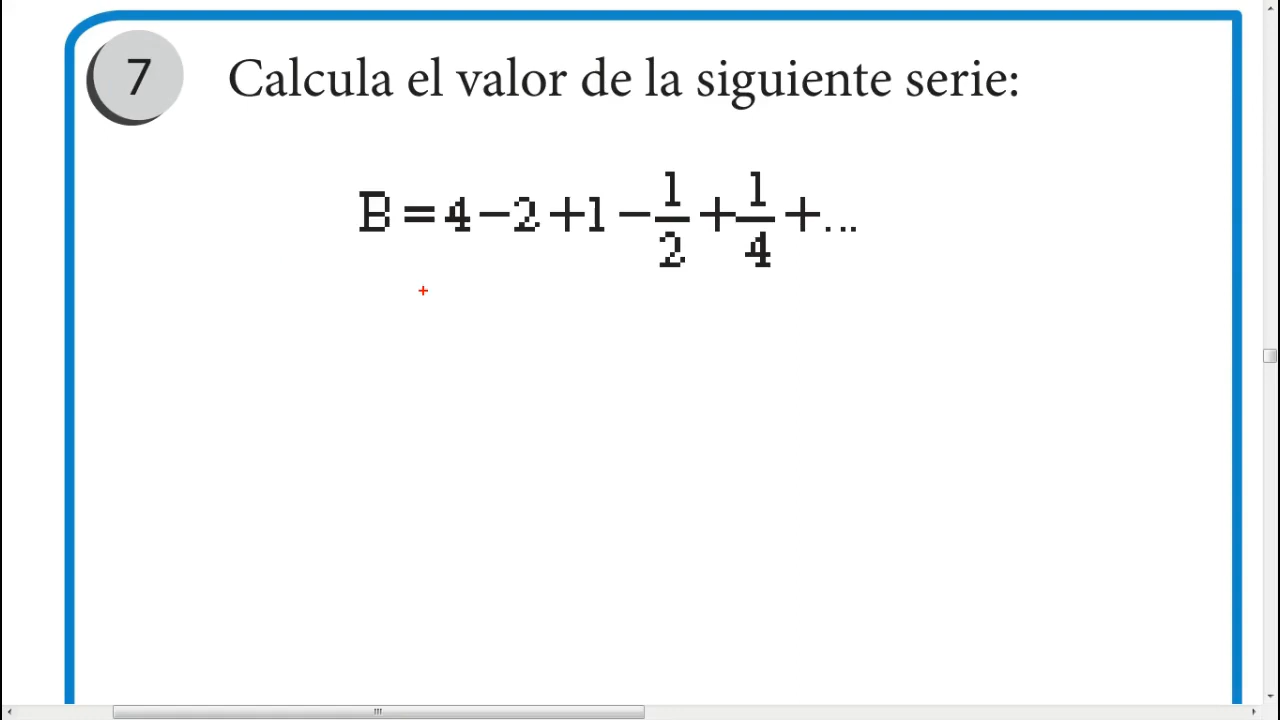 7 Calcula el valor de la siguiente serie:
B = 4 − 2 + 1 − 1/2 + 1/4 + ...